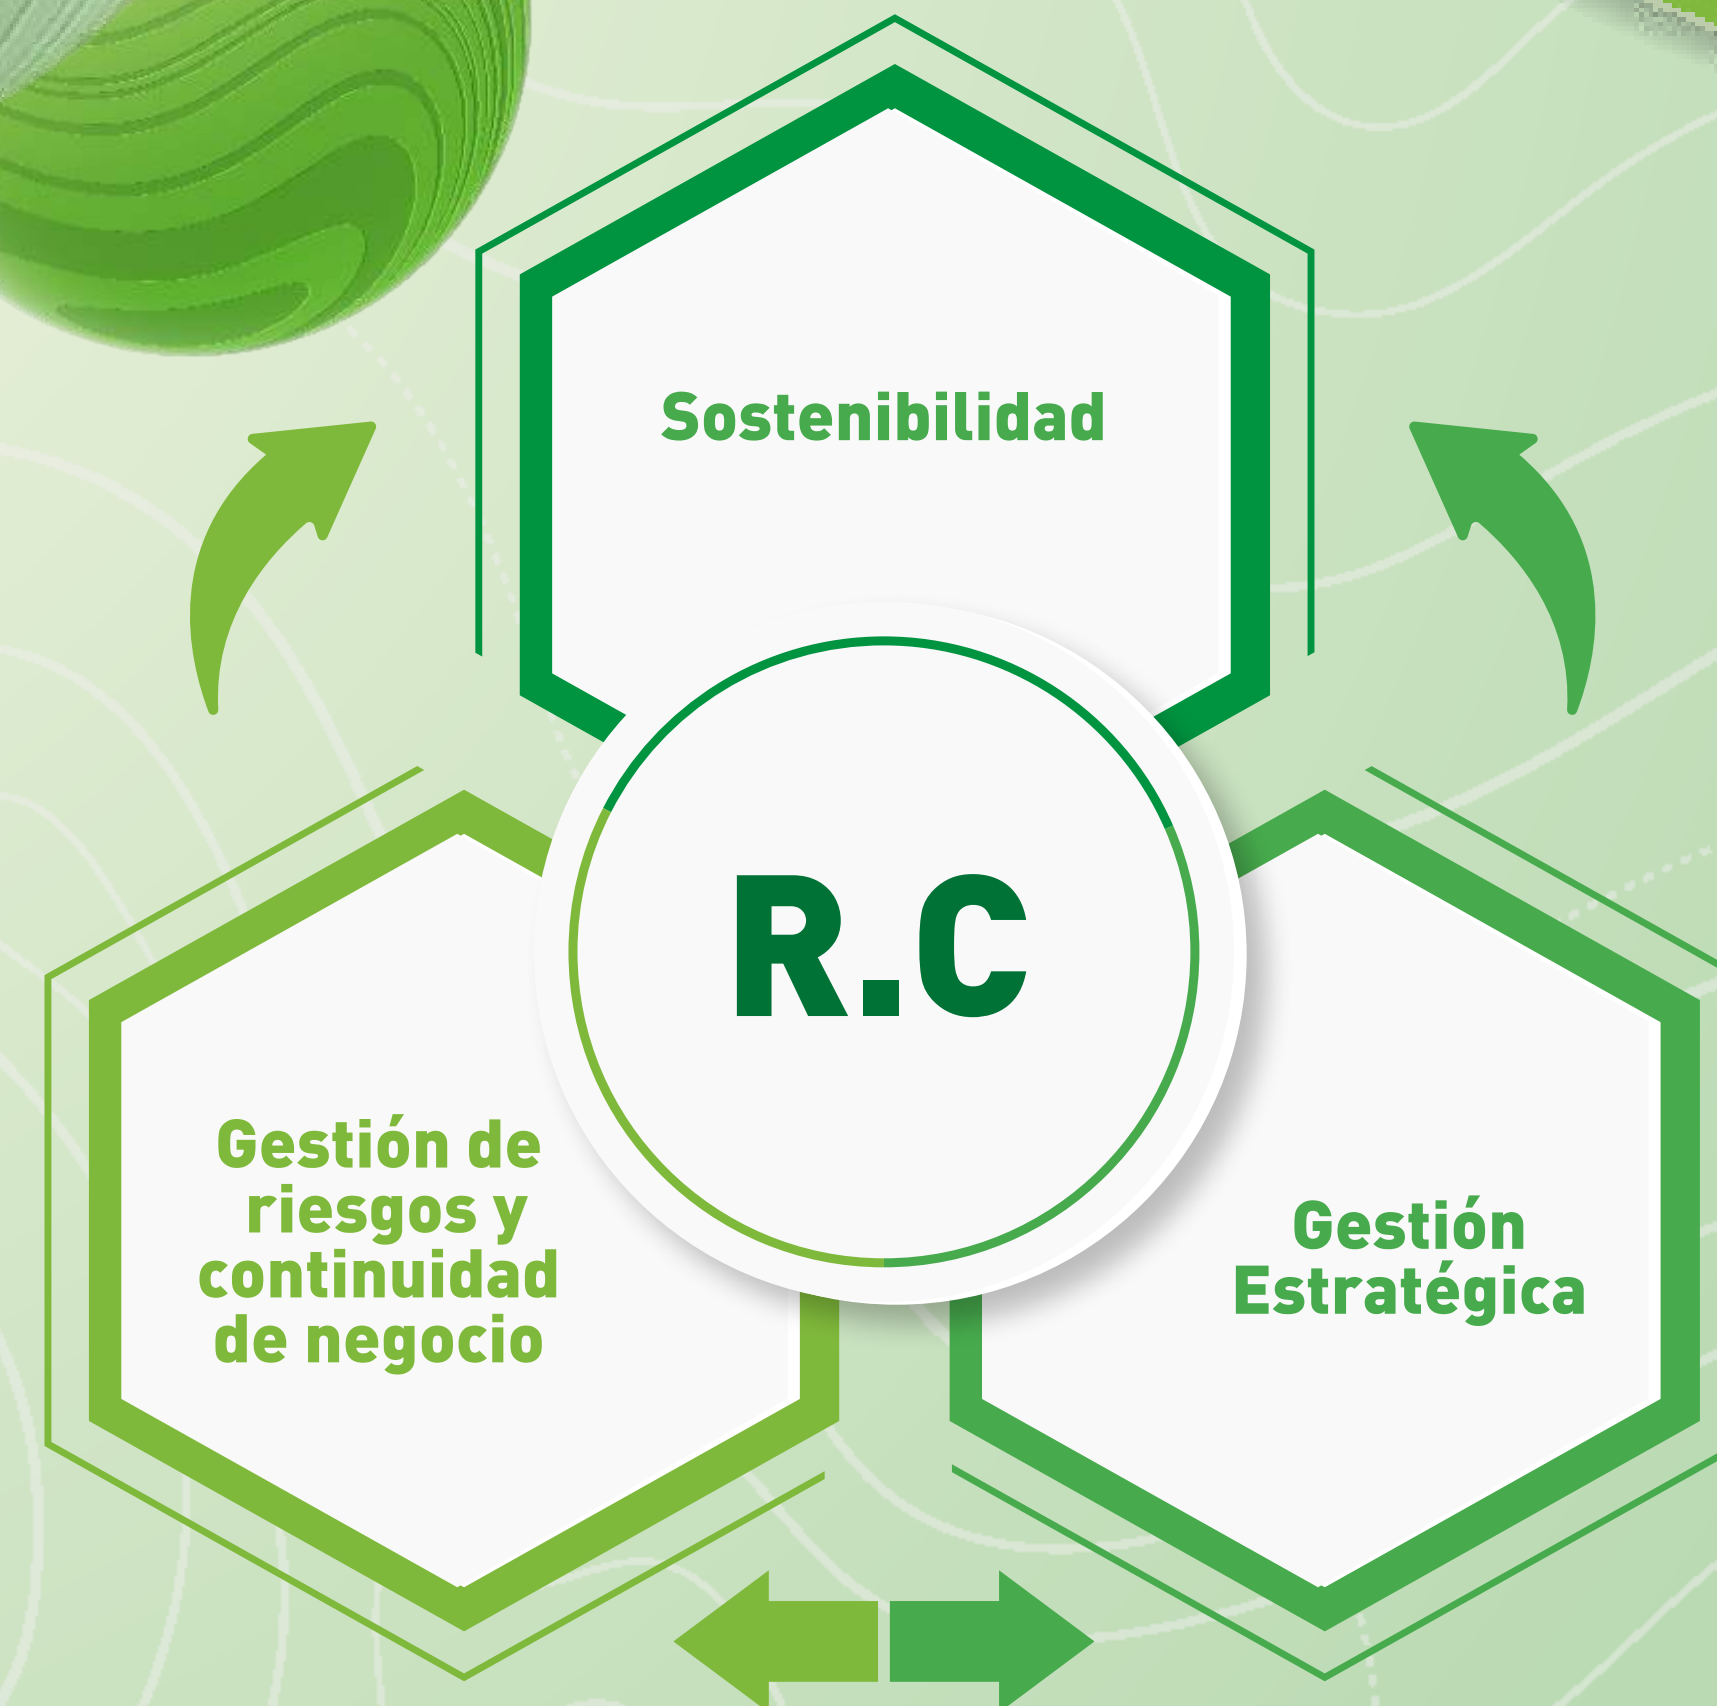 Sostenibilidad
R.C
Gestión de
riesgos y
continuidad
de negocio
Gestión
Estratégica